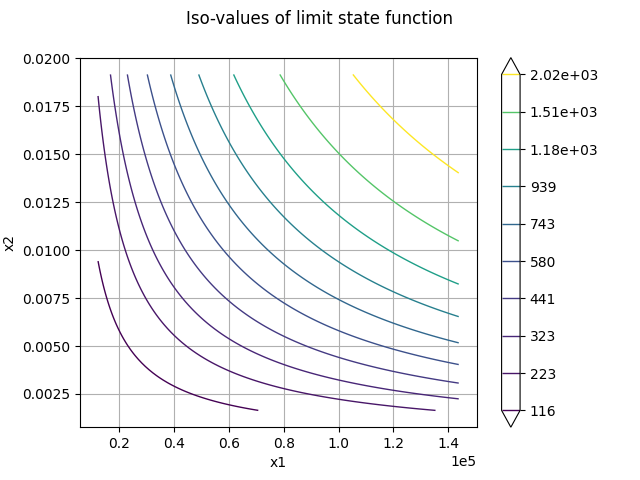 Iso-values of limit state function
0.0200
0.0175
0.0150
0.0125
0.0100
0.0075
0.0050
0.0025
x2
0.2 0.4 0.6 0.8 1.0 1.2 1.4
1e5
x1
2.02e+03
1.51e+03
1.18e+03
939
743
580
441
323
223
116